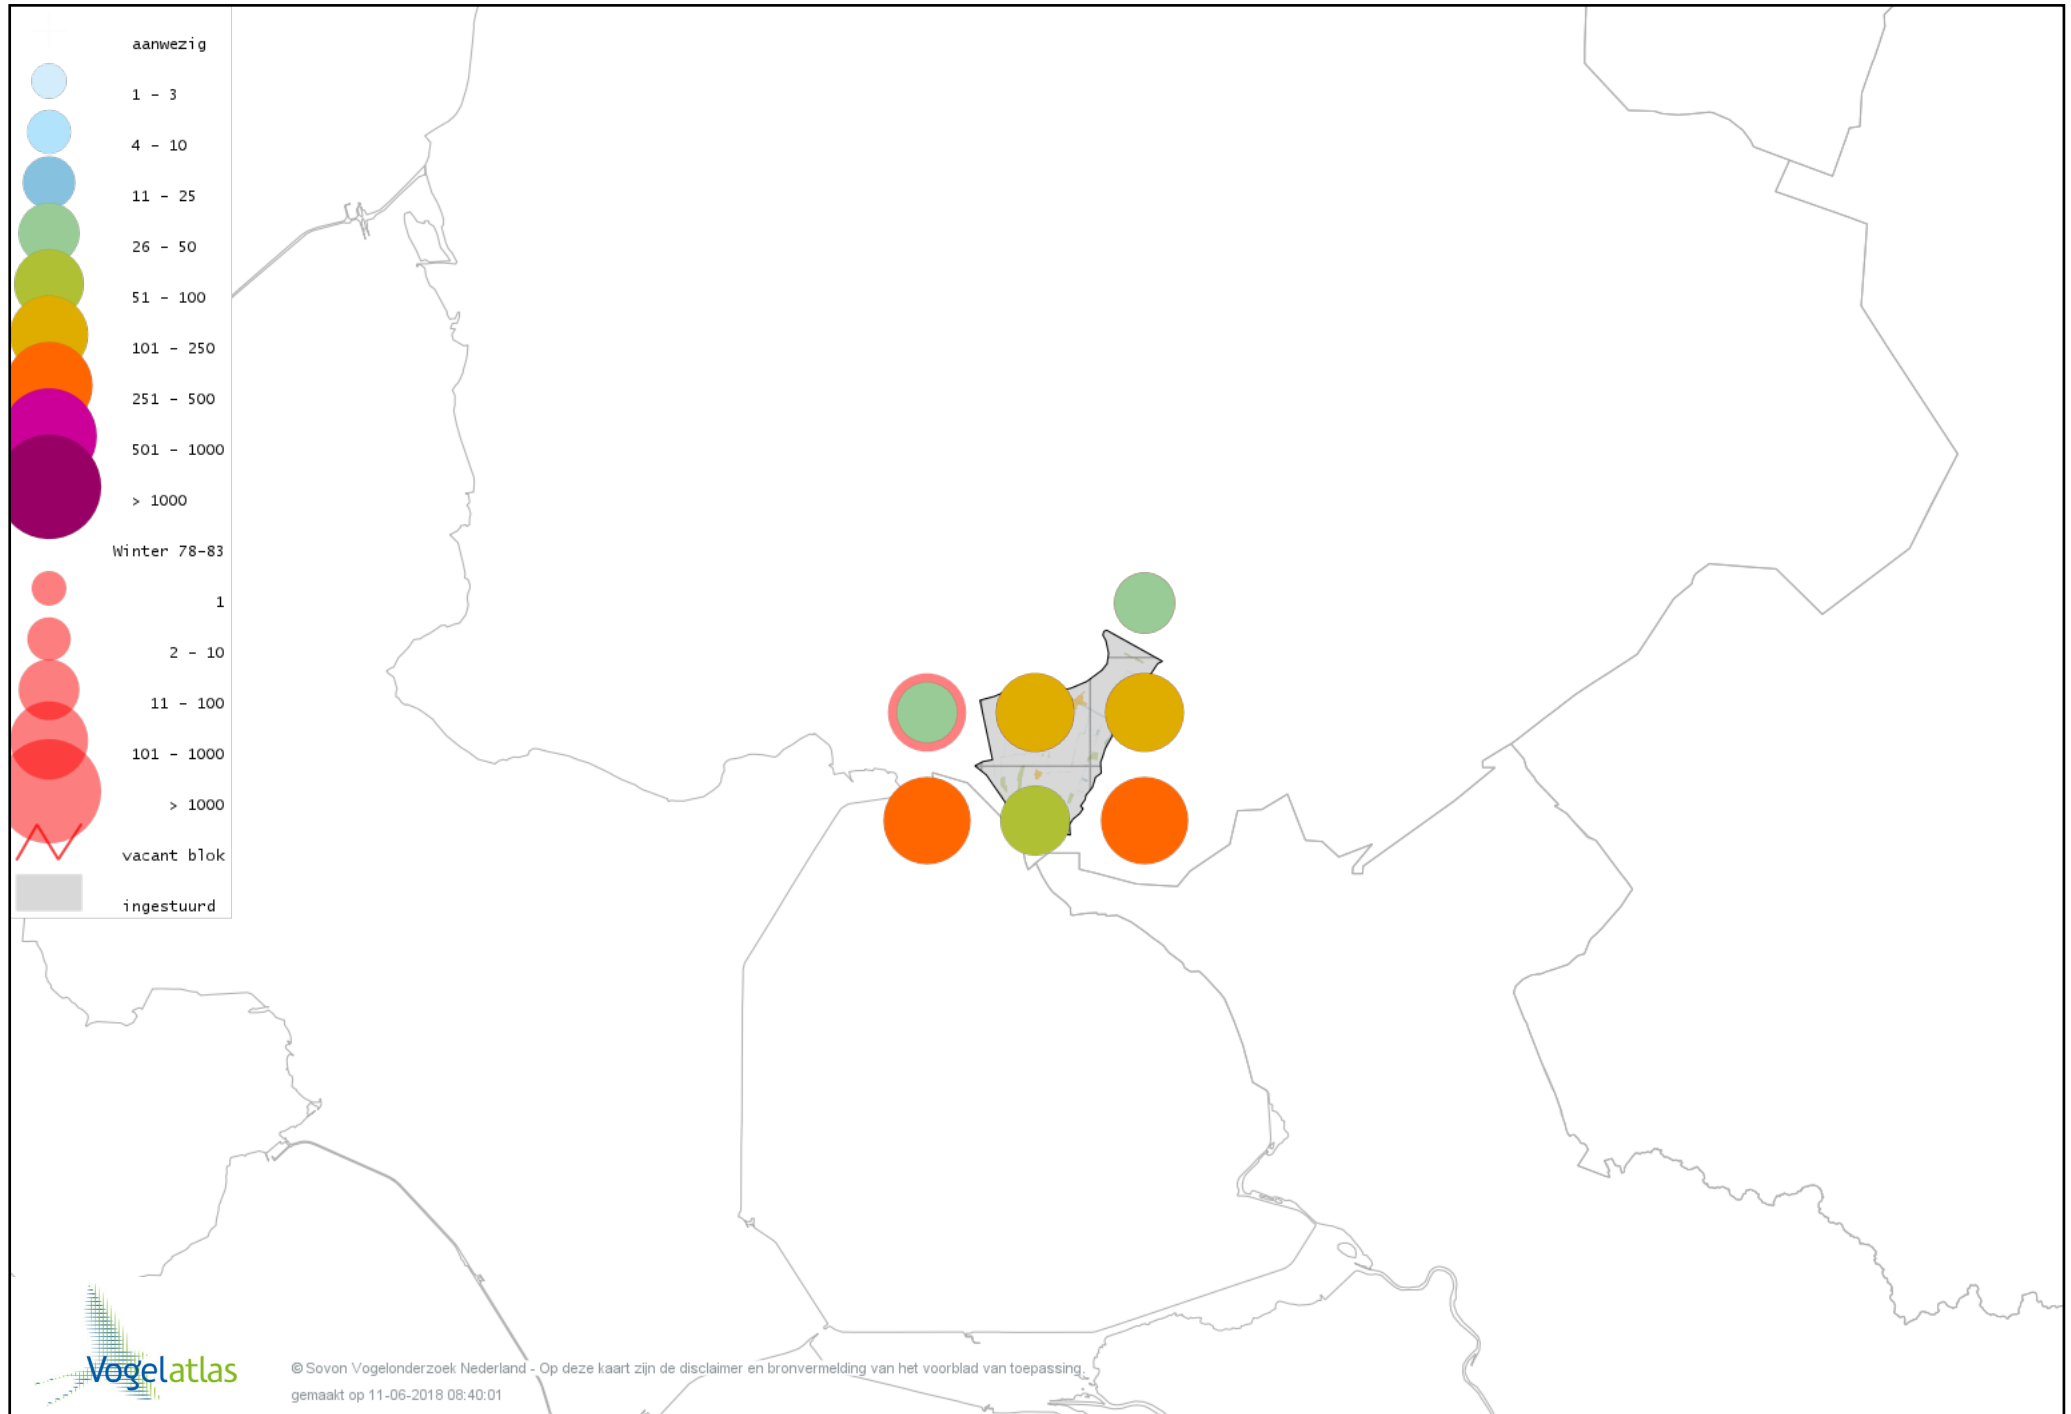 aanwezig
1 - 3
4 - 10
11 - 25
26 - 50
51 - 100
101 - 250
251 - 500
501 - 1000
> 1000
Winter 78-83
1
2 - 10
11 - 100
101 - 1000
> 1000
vacant blok
ingestuurd
Vogelatlas
© Sovon Vogelonderzoek Nederland - Op deze kaart zijn de disclaimer en bronvermelding van het voorblad van toepassing.
gemaakt op 11-06-2018 08:40:01